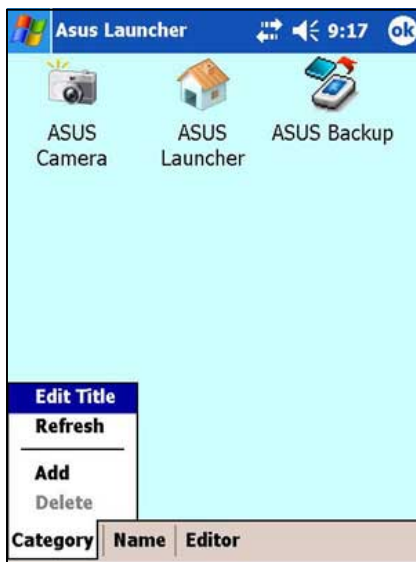 Asus Launcher 9:17 ok
ASUS Camera
ASUS Launcher
ASUS Backup
Edit Title
Refresh
Add
Delete
Category Name Editor